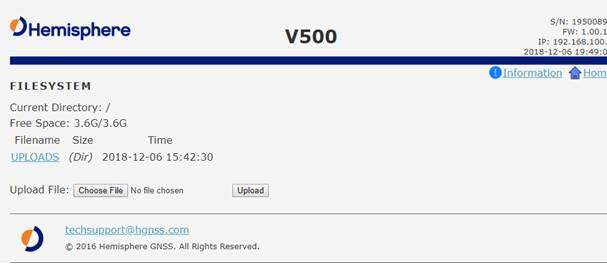 Hemisphere
V500
S/N: 1950089
FW: 1.00.1
IP: 192.168.100.
2018-12-06 19:49:0
Information Hom
FILESYSTEM
Current Directory: /
Free Space: 3.6G/3.6G
Filename Size Time
UPLOADS (Dir) 2018-12-06 15:42:30
Upload File: Choose File No file chosen Upload
techsupport@hgnss.com
© 2016 Hemisphere GNSS. All Rights Reserved.